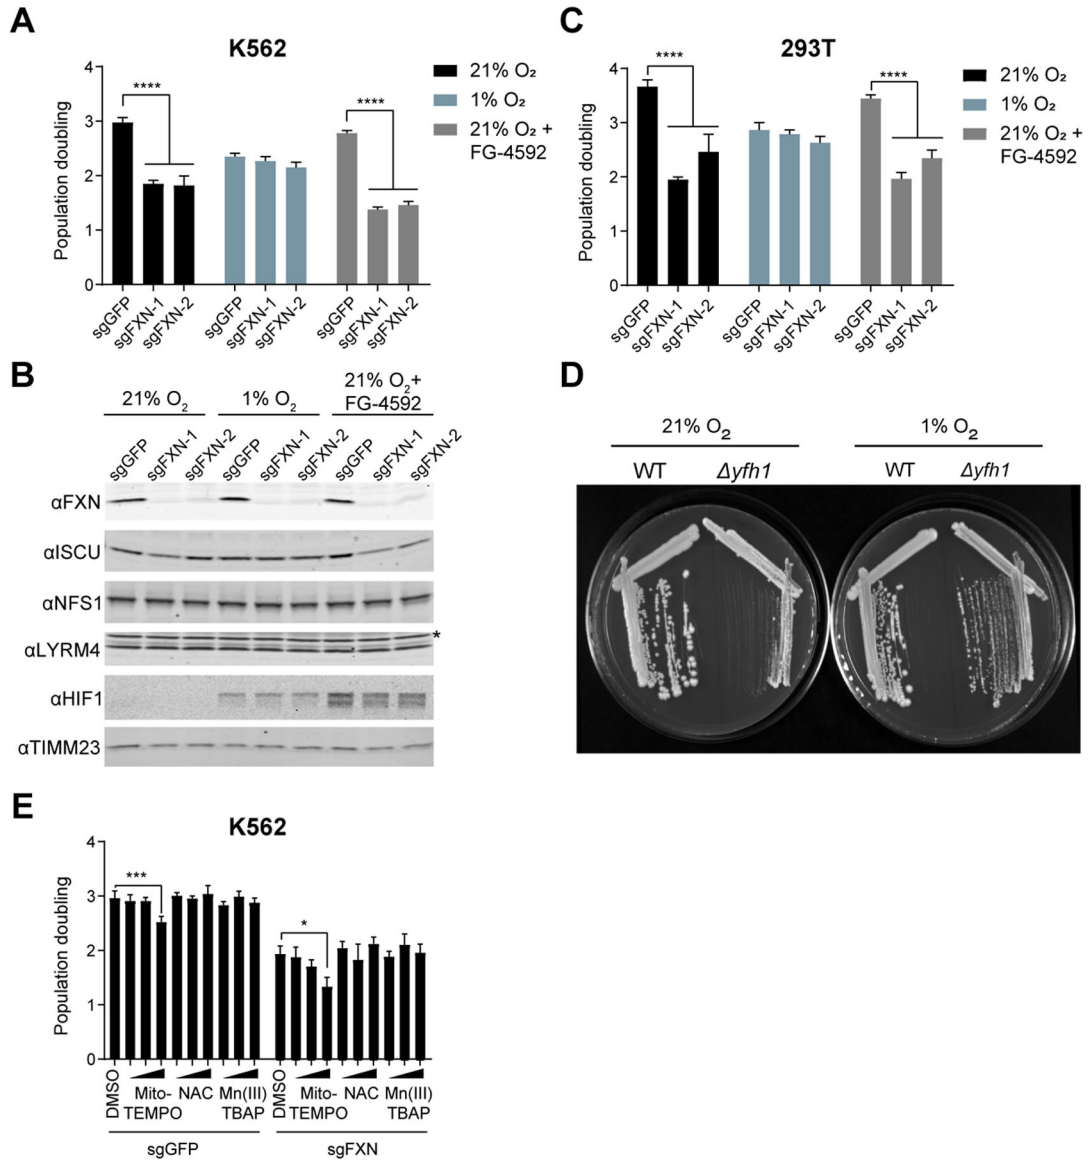 A
K562
Population doubling
4
3
2
1
0
****
****
sgGFP
sgFXN-1
sgFXN-2
sgGFP
sgFXN-1
sgFXN-2
sgGFP
sgFXN-1
sgFXN-2
21% O₂
1% O₂
21% O₂ +
FG-4592
C
293T
Population doubling
4
3
2
1
0
****
****
sgGFP
sgFXN-1
sgFXN-2
sgGFP
sgFXN-1
sgFXN-2
sgGFP
sgFXN-1
sgFXN-2
21% O₂
1% O₂
21% O₂ +
FG-4592
B
21% O₂
1% O₂
21% O₂+
FG-4592
sgGFP
sgFXN-1
sgFXN-2
sgGFP
sgFXN-1
sgFXN-2
sgGFP
sgFXN-1
sgFXN-2
αFXN
αISCU
αNFS1
αLYRM4
*
αHIF1
αTIMM23
D
21% O₂
1% O₂
WT
Δyfh1
WT
Δyfh1
E
K562
Population doubling
4
3
2
1
0
***
*
DMSO
Mito-
TEMPO
NAC
Mn(III)
TBAP
DMSO
Mito-
TEMPO
NAC
Mn(III)
TBAP
sgGFP
sgFXN